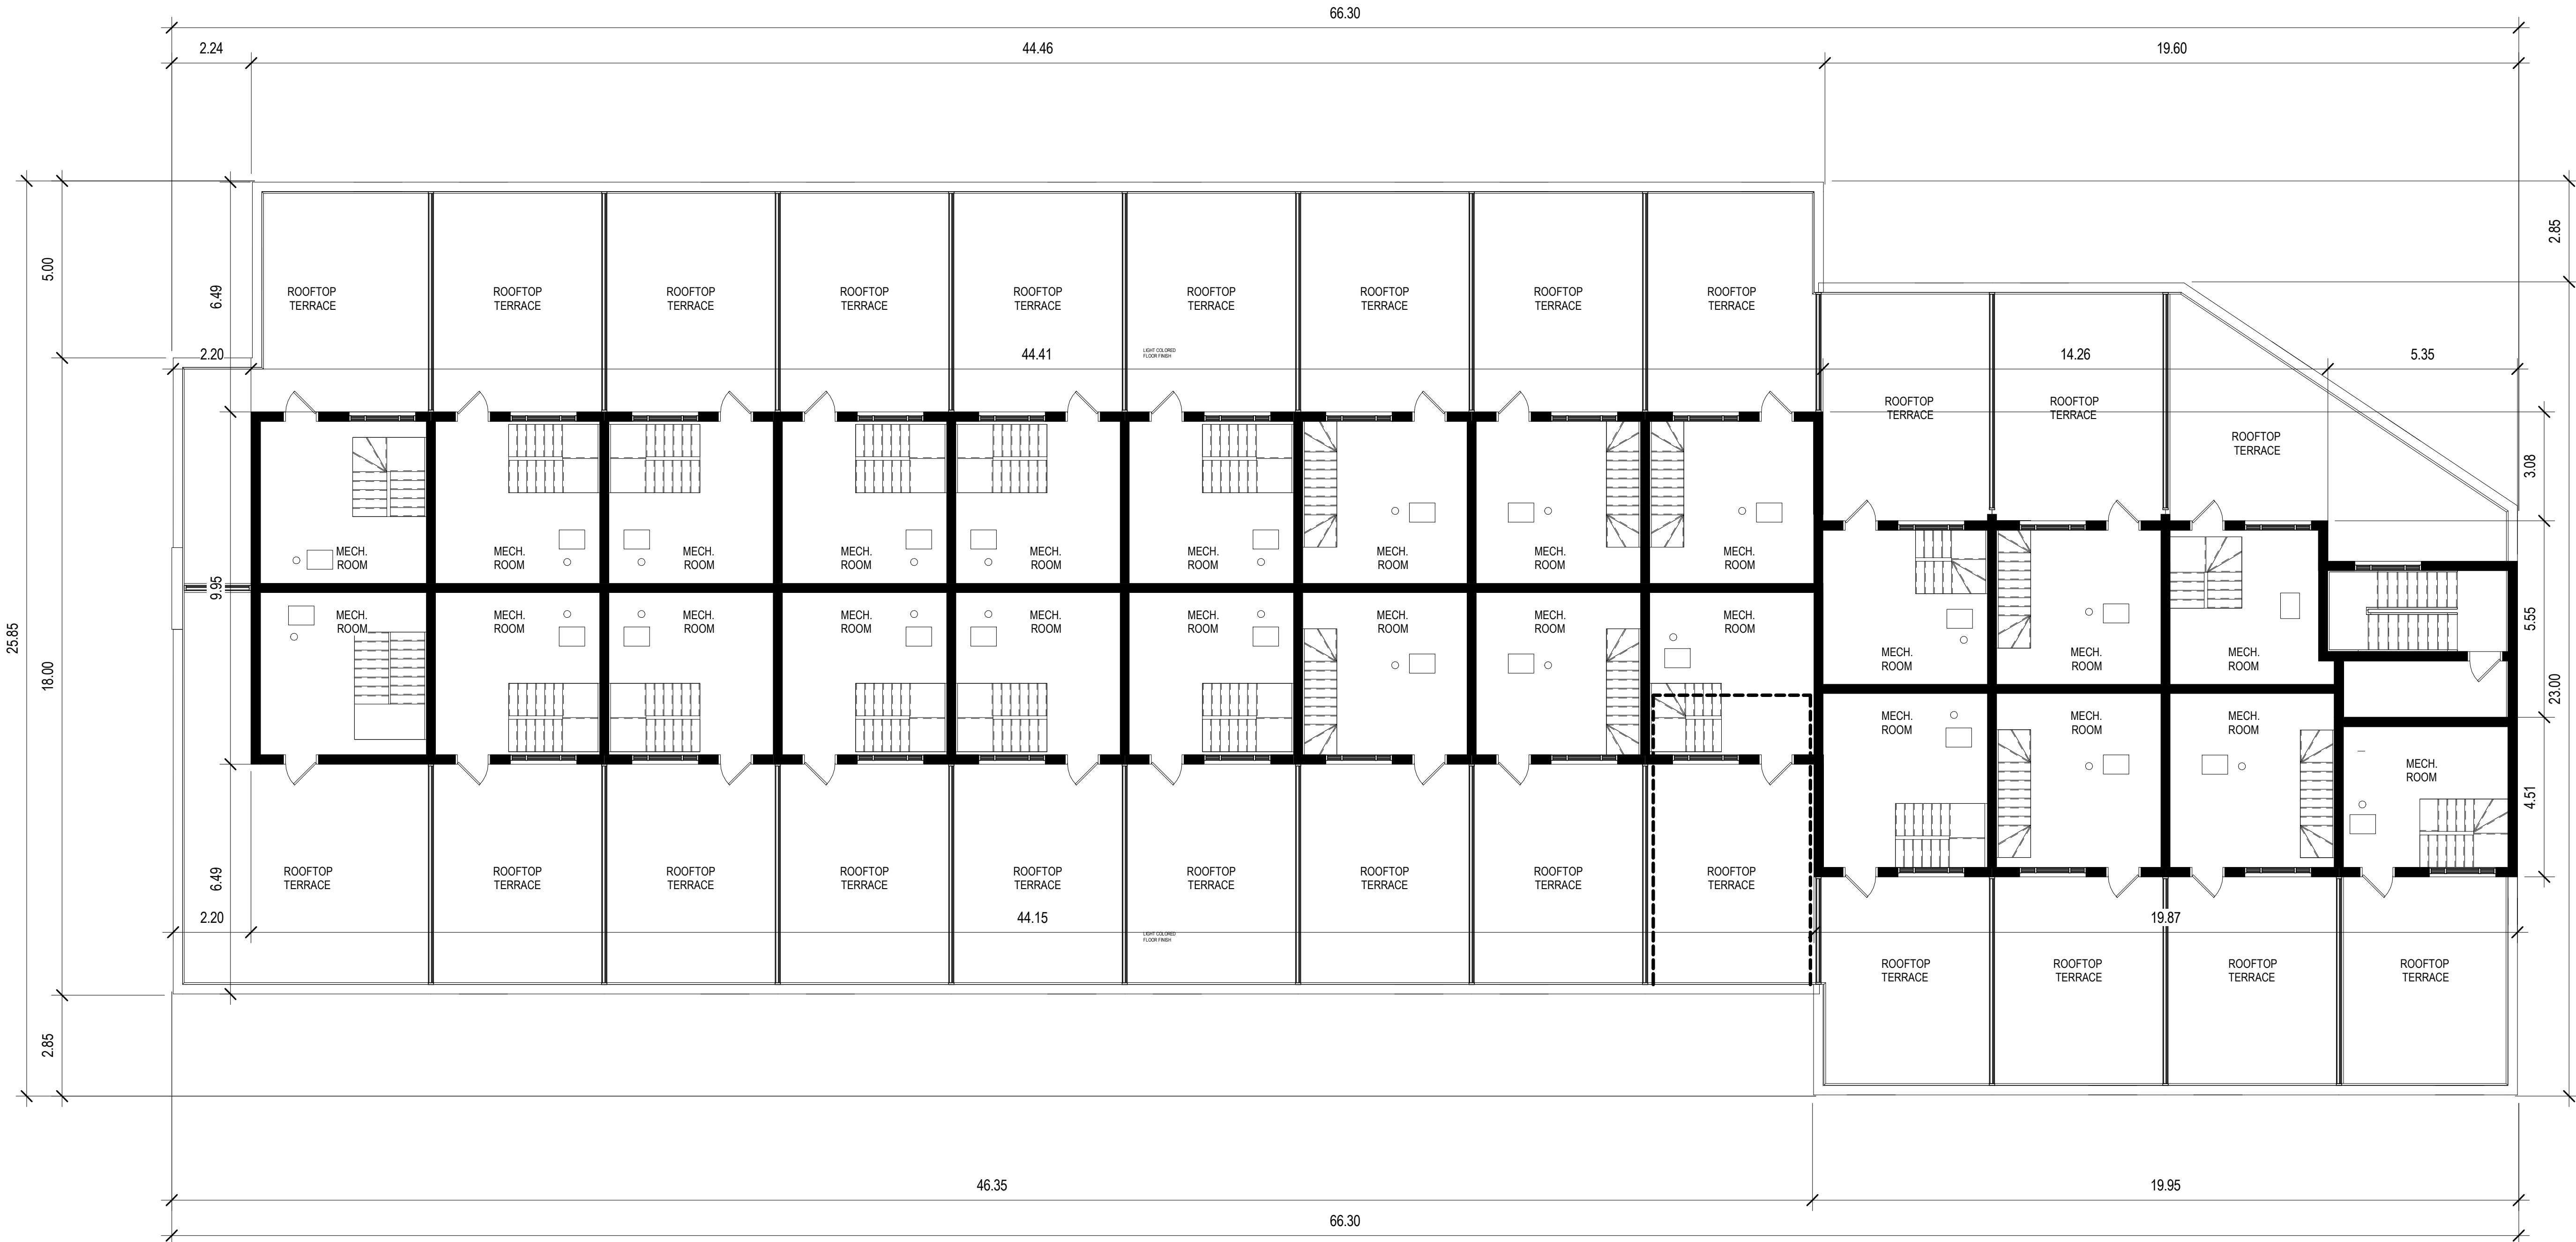 66.30
2.24 44.46 19.60
2.85
5.00
6.49
ROOFTOP TERRACE
ROOFTOP TERRACE
ROOFTOP TERRACE
ROOFTOP TERRACE
ROOFTOP TERRACE
ROOFTOP TERRACE
ROOFTOP TERRACE
ROOFTOP TERRACE
ROOFTOP TERRACE
2.20 44.41
LIGHT COLORED
FLOOR FINISH
14.26 5.35
ROOFTOP TERRACE
ROOFTOP TERRACE
ROOFTOP TERRACE
3.08
MECH. ROOM
MECH. ROOM
MECH. ROOM
MECH. ROOM
MECH. ROOM
MECH. ROOM
MECH. ROOM
MECH. ROOM
MECH. ROOM
9.95
25.85
18.00
MECH. ROOM
MECH. ROOM
MECH. ROOM
MECH. ROOM
MECH. ROOM
MECH. ROOM
MECH. ROOM
MECH. ROOM
MECH. ROOM
5.55
MECH. ROOM
MECH. ROOM
MECH. ROOM
23.00
MECH. ROOM
MECH. ROOM
MECH. ROOM
MECH. ROOM
4.51
6.49
ROOFTOP TERRACE
ROOFTOP TERRACE
ROOFTOP TERRACE
ROOFTOP TERRACE
ROOFTOP TERRACE
ROOFTOP TERRACE
ROOFTOP TERRACE
ROOFTOP TERRACE
ROOFTOP TERRACE
2.20 44.15 19.87
LIGHT COLORED
FLOOR FINISH
ROOFTOP TERRACE
ROOFTOP TERRACE
ROOFTOP TERRACE
ROOFTOP TERRACE
2.85
46.35 19.95
66.30